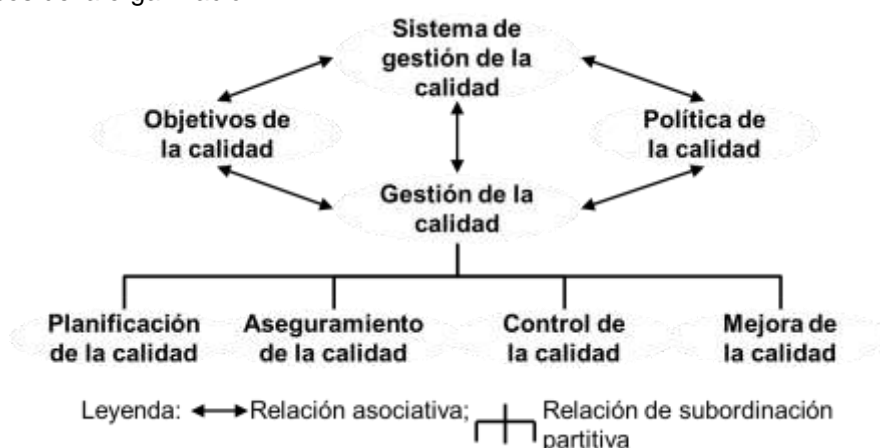 Sistema de
gestión de la
calidad
Objetivos de
la calidad
Política de
la calidad
Gestión de la
calidad
Planificación
de la calidad
Aseguramiento
de la calidad
Control de
la calidad
Mejora de
la calidad
Leyenda: Relación asociativa; Relación de subordinación
partitiva